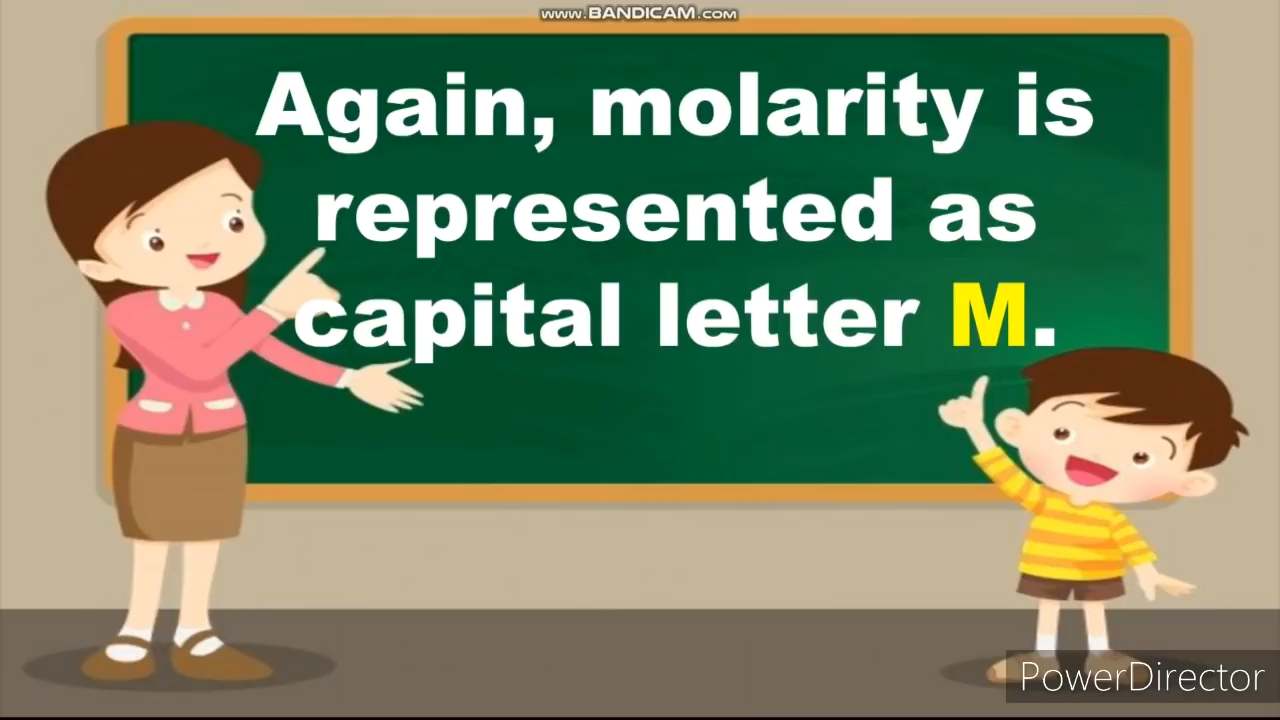 www.BANDICAM.com
Again, molarity is
represented as
capital letter M.
PowerDirector